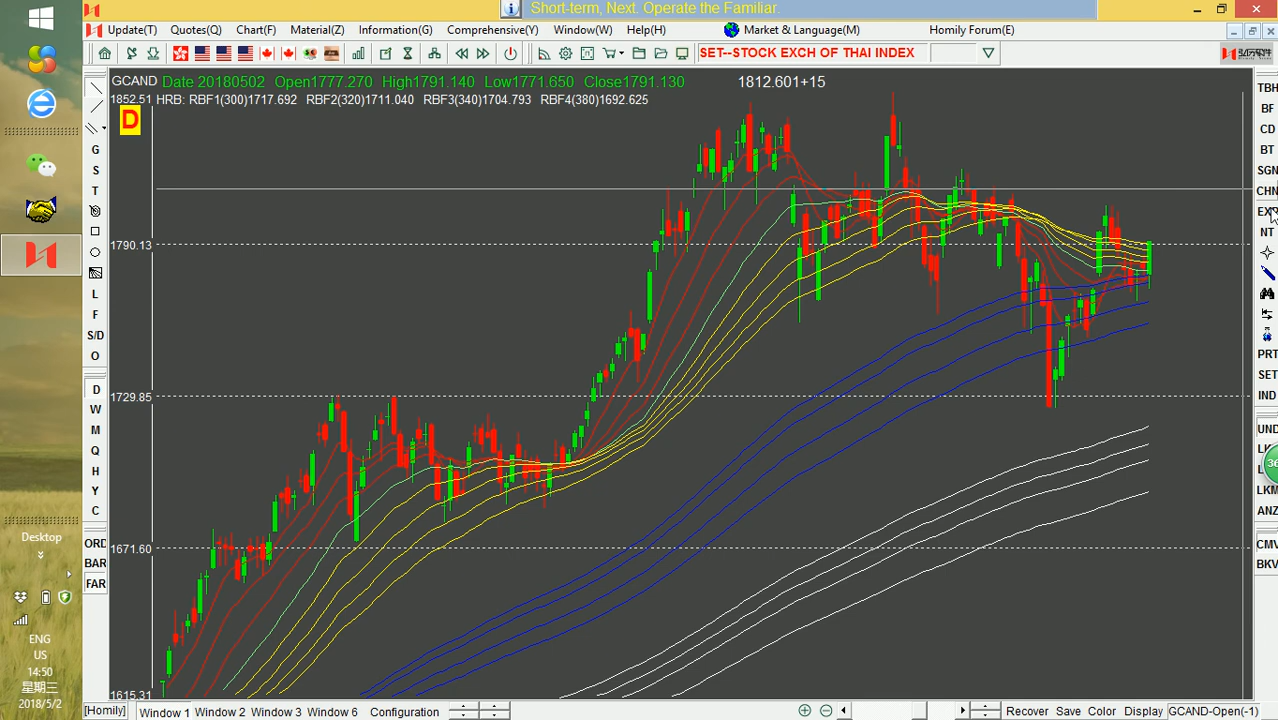 Short-term, Next. Operate the Familiar.
Update(T) Quotes(Q) Chart(F) Material(Z) Information(G) Comprehensive(V) Window(W) Help(H) Market & Language(M) Homily Forum(E)
SET--STOCK EXCH OF THAI INDEX
GCAND Date 20180502 Open1777.270 High1791.140 Low1771.550 Close1791.130 1812.601+15
1852.51 HRB: RBF1(300)1717.692 RBF2(320)1711.040 RBF3(340)1704.793 RBF4(380)1692.625
D
1790.13
1729.85
1671.60
1615.31
G
S
T
L
F
S/D
O
D
W
M
Q
H
Y
C
ORD
BAR
FAR
TBH
BF
CD
BT
SGN
CHN
EX
NT
PRT
SET
IND
UND
LK
L
36
LKM
ANZ
CMV
BKV
Desktop
ENG
US
14:50
星期三
2018/5/2
[Homily] Window 1 Window 2 Window 3 Window 6 Configuration Recover Save Color Display GCAND-Open(-1)